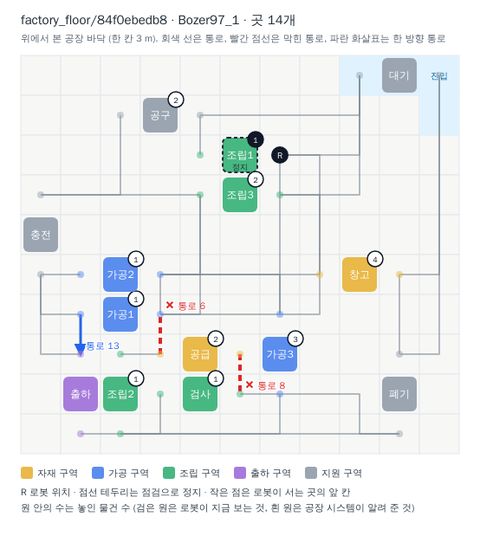 factory_floor/84f0ebedb8 · Bozer97_1 · 곳 14개
위에서 본 공장 바닥 (한 칸 3 m). 회색 선은 통로, 빨간 점선은 막힌 통로, 파란 화살표는 한 방향 통로
대기
진입
공구 2
조립1 1
정지
R
조립3 2
충전
가공2 1
창고 4
가공1 1
× 통로 6
통로 13
공급 2
가공3 3
× 통로 8
출하
조립2 1
검사 1
폐기
자재 구역 가공 구역 조립 구역 출하 구역 지원 구역
R 로봇 위치 · 점선 테두리는 점검으로 정지 · 작은 점은 로봇이 서는 곳의 앞 칸
원 안의 수는 놓인 물건 수 (검은 원은 로봇이 지금 보는 것, 흰 원은 공장 시스템이 알려 준 것)